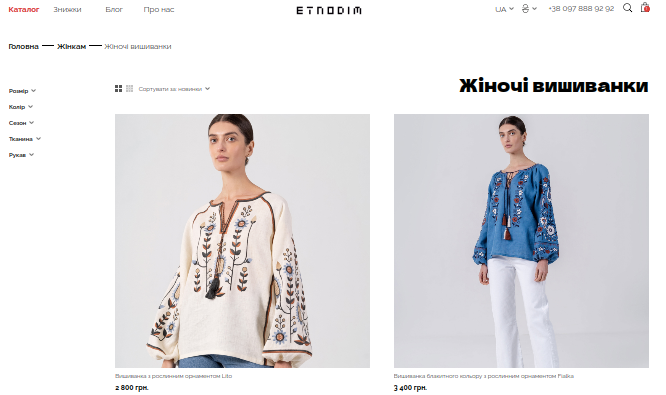 Каталог Знижки Блог Про нас ETNODIM UA ₴ +38 097 888 92 92
Головна — Жінкам — Жіночі вишиванки
Жіночі вишиванки
Сортувати за: новинки
Розмір
Колір
Сезон
Тканина
Рукав
Вишиванка з рослинним орнаментом Lito
2 800 грн.
Вишиванка блакитного кольору з рослинним орнаментом Fialka
3 400 грн.